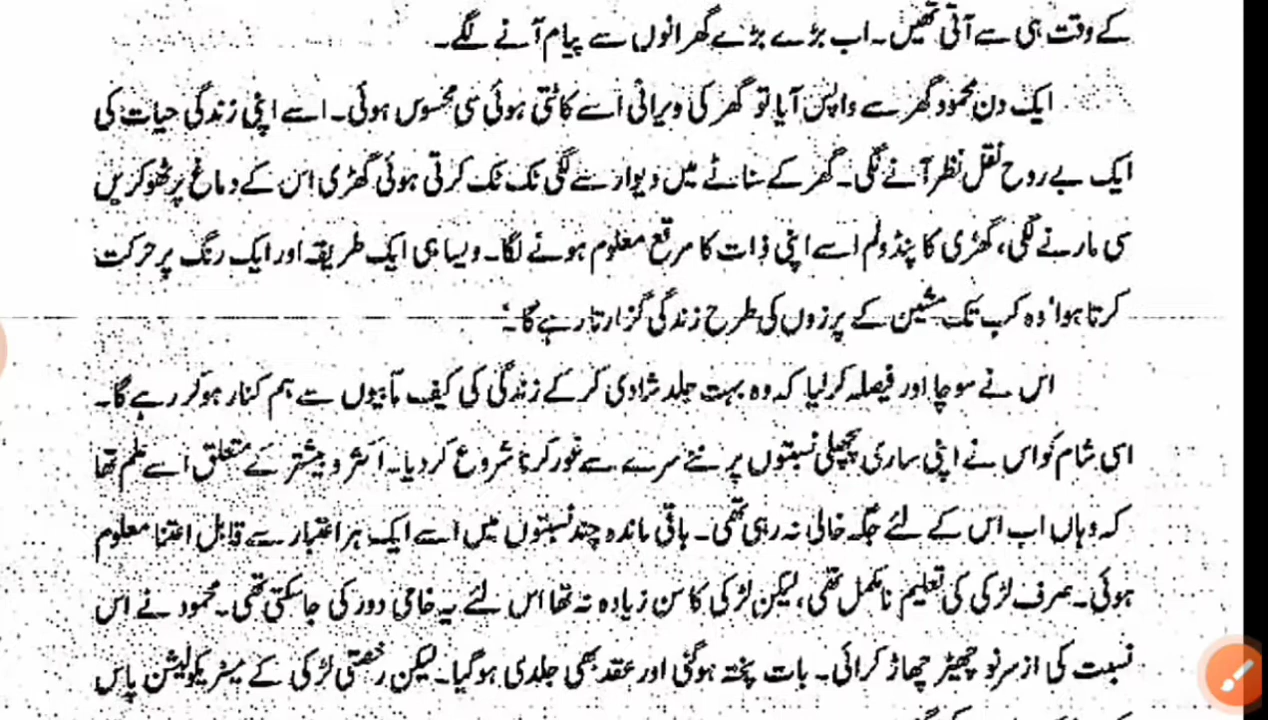 کے وقت ہی سے آتی تھیں۔ اب بڑے بڑے گھرانوں سے پیام آنے لگے۔
ایک دن محمود گھر سے واپس آیا تو گھر کی ویرانی اسے کاٹتی ہوئی سی محسوس ہوئی۔ اسے اپنی زندگی حیات کی
ایک بے روح نقل نظر آنے لگی۔ گھر کے سناٹے میں دیوار سے لگی ٹک ٹک کرتی ہوئی گھڑی اس کے دماغ پر ٹھوکریں
سی مارنے لگی، گھڑی کا پنڈولم اسے اپنی ذات کا مرقع معلوم ہونے لگا۔ ویسا ہی ایک طریقہ اور ایک رنگ پر حرکت
کرتا ہوا' وہ کب تک مشین کے پرزوں کی طرح زندگی گزارتا رہے گا۔'
اس نے سوچا اور فیصلہ کر لیا کہ وہ بہت جلد شادی کر کے زندگی کی کیف مآبیوں سے ہم کنار ہو کر رہے گا۔
اسی شام کو اس نے اپنی ساری پچھلی نسبتوں پر نئے سرے سے غور کرنا شروع کر دیا۔ اکثر و بیشتر کے متعلق اسے علم تھا
کہ وہاں اب اس کے لئے جگہ خالی نہ رہی تھی۔ باقی ماندہ چند نسبتوں میں اسے ایک ہر اعتبار سے قابل اعتنا معلوم
ہوئی۔ صرف لڑکی کی تعلیم نامکمل تھی، لیکن لڑکی کا سن زیادہ نہ تھا اس لئے یہ خامی دور کی جا سکتی تھی۔ محمود نے اس
نسبت کی از سر نو چھیڑ چھاڑ کرائی۔ بات پختہ ہو گئی اور عقد بھی جلدی ہو گیا۔ لیکن رخصتی لڑکی کے میٹریکولیشن پاس